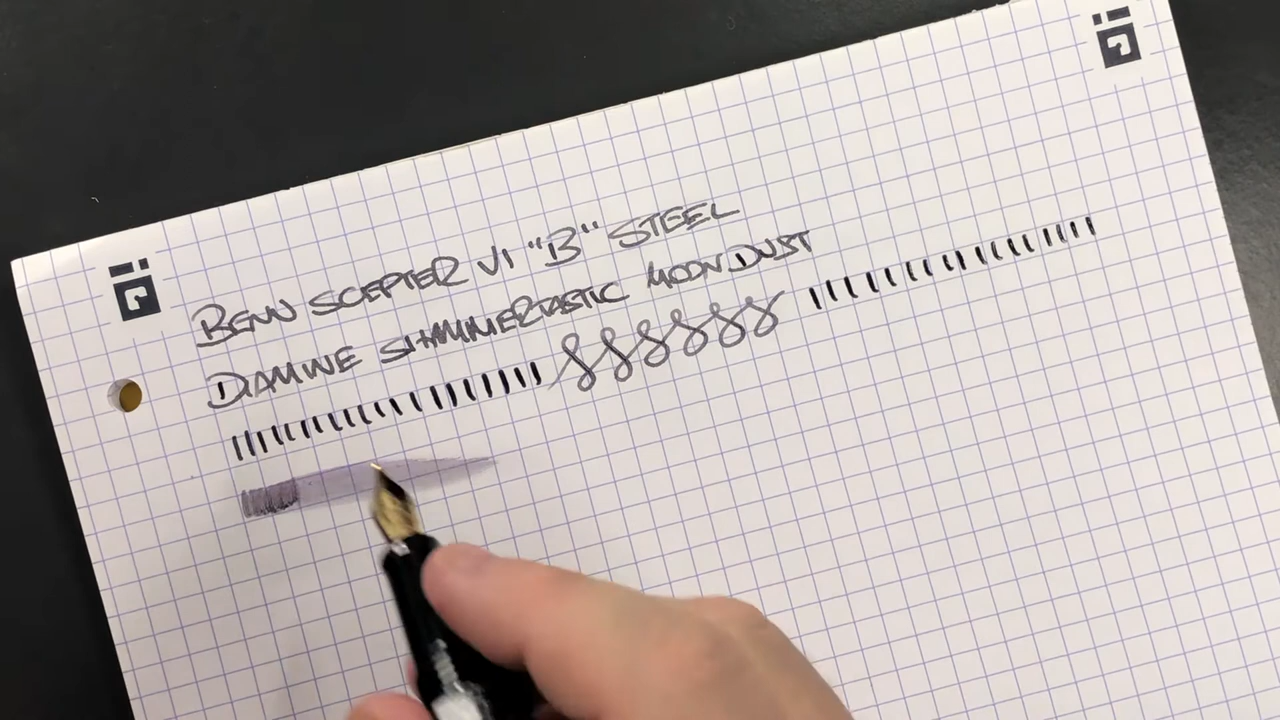 BENU SCEPTER VI "B" STEEL
DIAMINE SHIMMERTASTIC MOON DUST